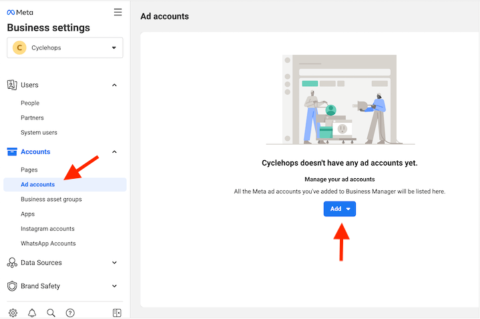 Meta
Business settings
C Cyclehops
Users
People
Partners
System users
Accounts
Pages
Ad accounts
Business asset groups
Apps
Instagram accounts
WhatsApp Accounts
Data Sources
Brand Safety
Ad accounts
Cyclehops doesn't have any ad accounts yet.
Manage your ad accounts
All the Meta ad accounts you've added to Business Manager will be listed here.
Add